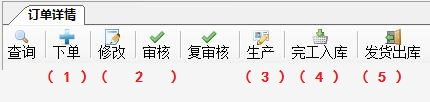 订单详情
查询 下单 修改 审核 复审核 生产 完工入库 发货出库
（1）（ 2 ） （3）（4） （5）